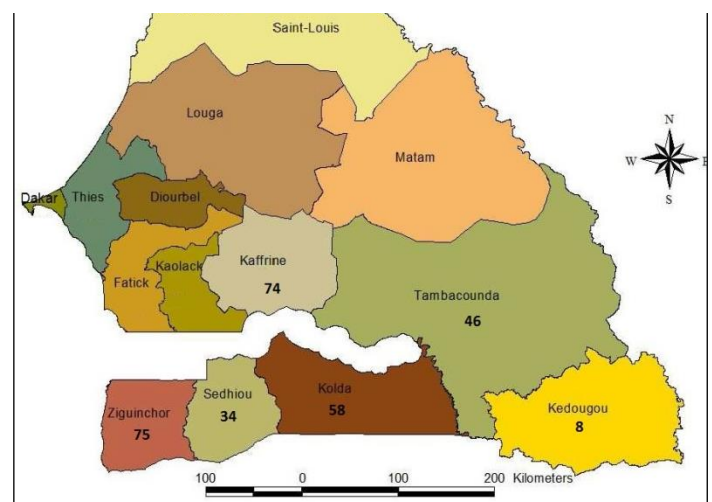 Saint-Louis
Louga
Matam
N
W
E
S
Dakar
Thies
Diourbel
Fatick
Kaolack
Kaffrine
74
Tambacounda
46
Ziguinchor
75
Sedhiou
34
Kolda
58
Kedougou
8
100 0 100 200 Kilometers